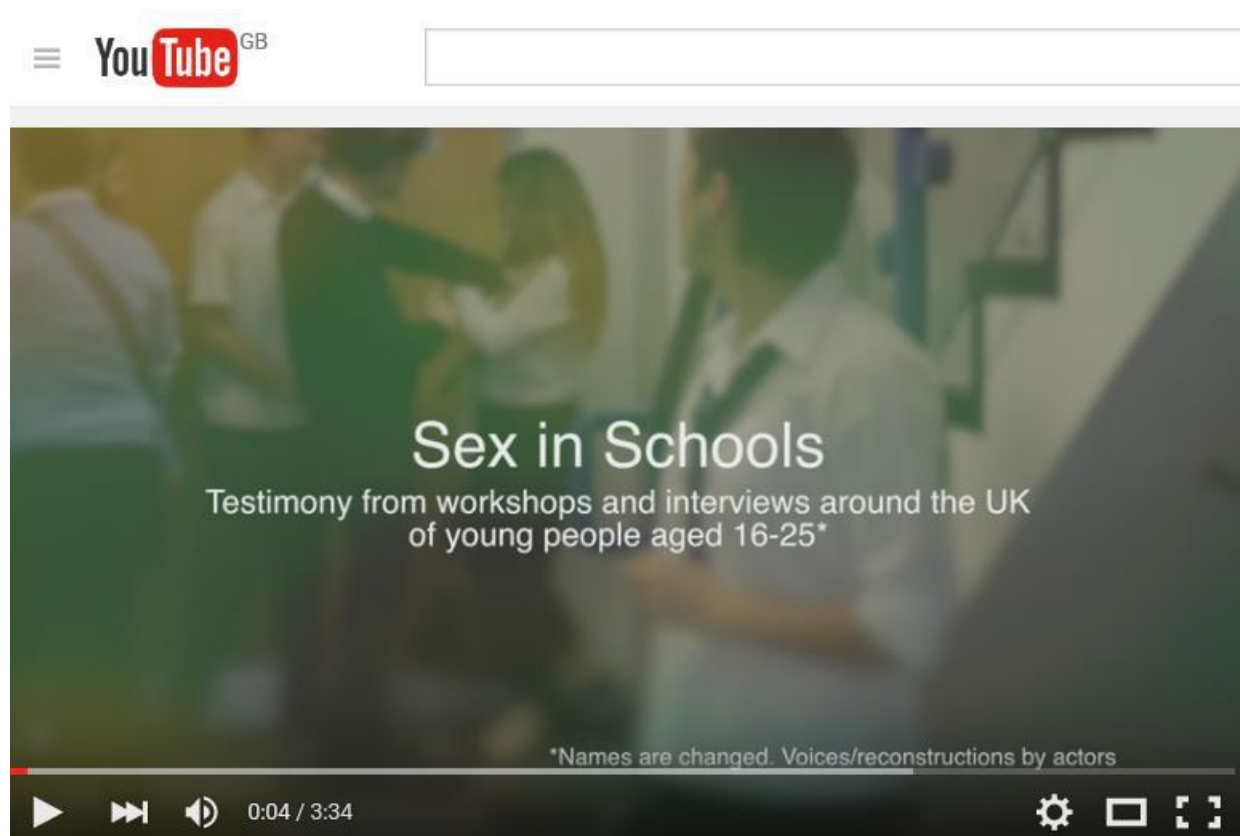 YouTube GB
Sex in Schools
Testimony from workshops and interviews around the UK
of young people aged 16-25*
*Names are changed. Voices/reconstructions by actors
0:04 / 3:34